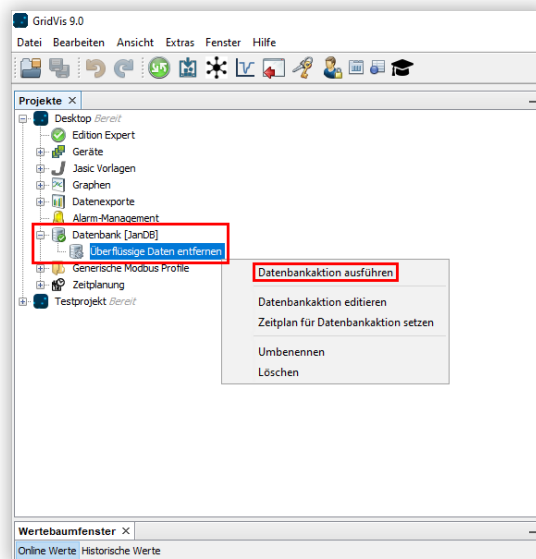 GridVis 9.0
Datei Bearbeiten Ansicht Extras Fenster Hilfe
Projekte ×
Desktop Bereit
Edition Expert
Geräte
Jasic Vorlagen
Graphen
Datenexporte
Alarm-Management
Datenbank [JanDB]
Überflüssige Daten entfernen
Generische Modbus Profile
Zeitplanung
Testprojekt Bereit
Datenbankaktion ausführen
Datenbankaktion editieren
Zeitplan für Datenbankaktion setzen
Umbenennen
Löschen
Wertebaumfenster ×
Online Werte Historische Werte